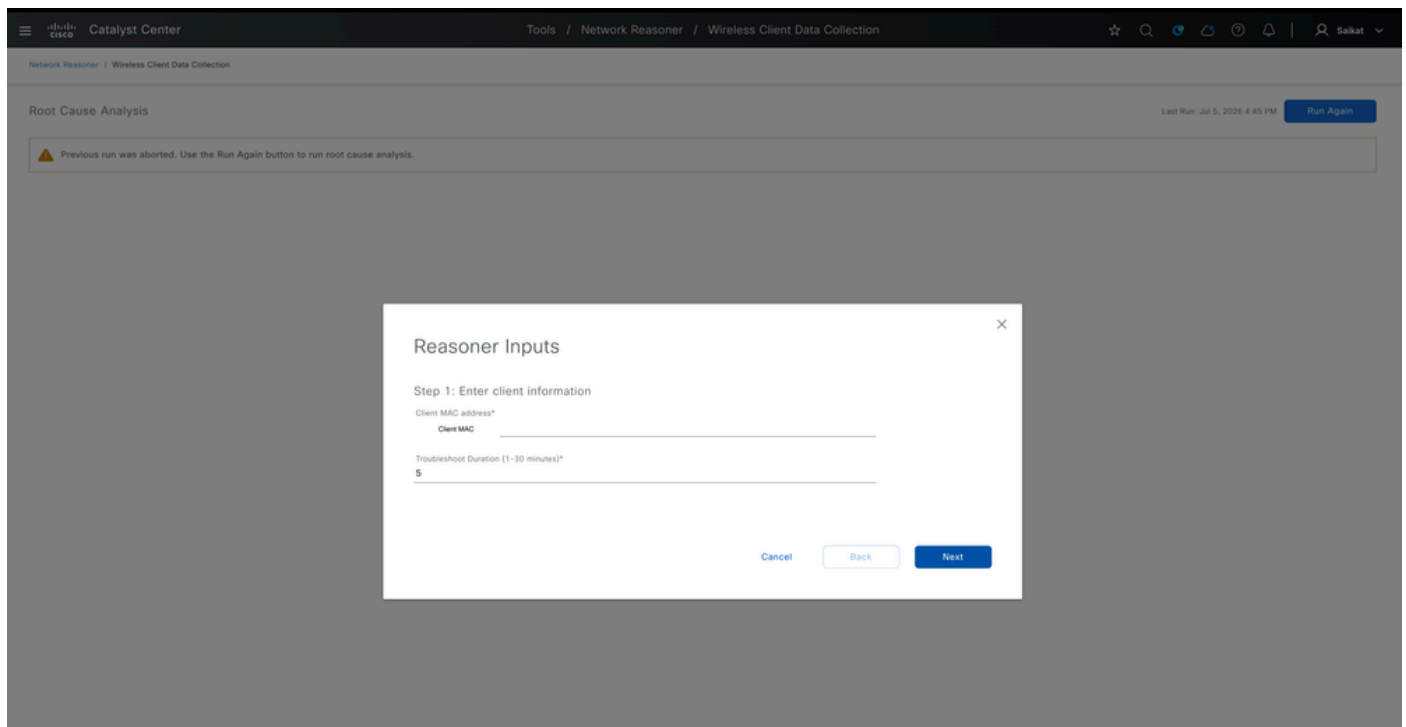 CISCO Catalyst Center
Tools / Network Reasoner / Wireless Client Data Collection
Saikat
Network Reasoner / Wireless Client Data Collection
Root Cause Analysis
Last Run: Jul 5, 2026 4:45 PM
Run Again
Previous run was aborted. Use the Run Again button to run root cause analysis.
Reasoner Inputs
Step 1: Enter client information
Client MAC address*
Client MAC
Troubleshoot Duration (1-30 minutes)*
5
Cancel
Back
Next